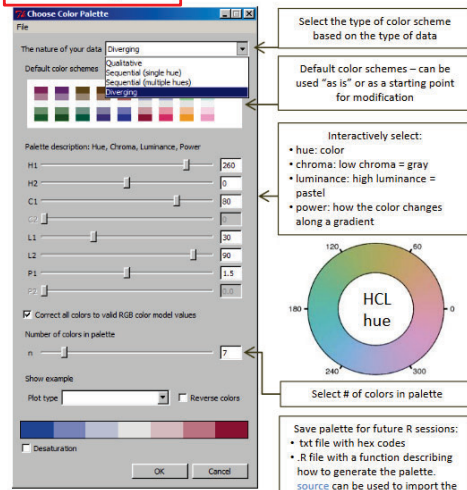 Choose Color Palette
File
The nature of your data
Diverging
Qualitative
Sequential (single hue)
Sequential (multiple hues)
Diverging
Default color schemes
Palette description: Hue, Chroma, Luminance, Power
H1 260
H2 0
C1 80
C2 0
L1 30
L2 90
P1 1.5
P2 0.0
Correct all colors to valid RGB color model values
Number of colors in palette
n 7
Show example
Plot type
Reverse colors
Desaturation
OK Cancel
Select the type of color scheme
based on the type of data
Default color schemes – can be
used "as is" or as a starting point
for modification
Interactively select:
• hue: color
• chroma: low chroma = gray
• luminance: high luminance =
pastel
• power: how the color changes
along a gradient
120 60
180 0
240 300
HCL
hue
Select # of colors in palette
Save palette for future R sessions:
• txt file with hex codes
• .R file with a function describing
how to generate the palette.
source can be used to import the